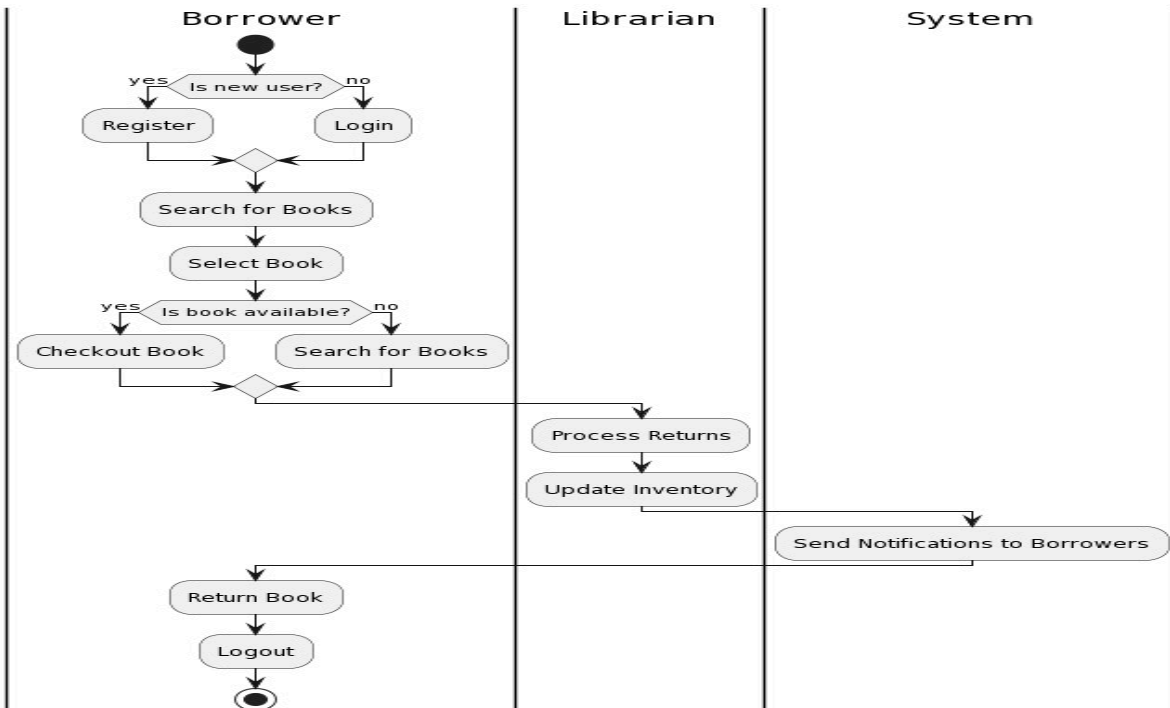 Borrower
Librarian
System
Is new user?
yes
no
Register
Login
Search for Books
Select Book
Is book available?
yes
no
Checkout Book
Search for Books
Process Returns
Update Inventory
Send Notifications to Borrowers
Return Book
Logout